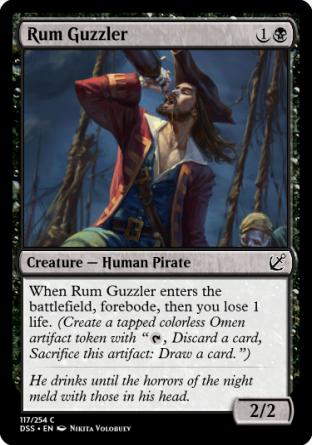 Rum Guzzler 1
Creature — Human Pirate
When Rum Guzzler enters the
battlefield, forebode, then you lose 1
life. (Create a tapped colorless Omen
artifact token with “, Discard a card,
Sacrifice this artifact: Draw a card.”)
He drinks until the horrors of the night
meld with those in his head.
2/2
117/254 C
DSS • EN Nikita Volobuev